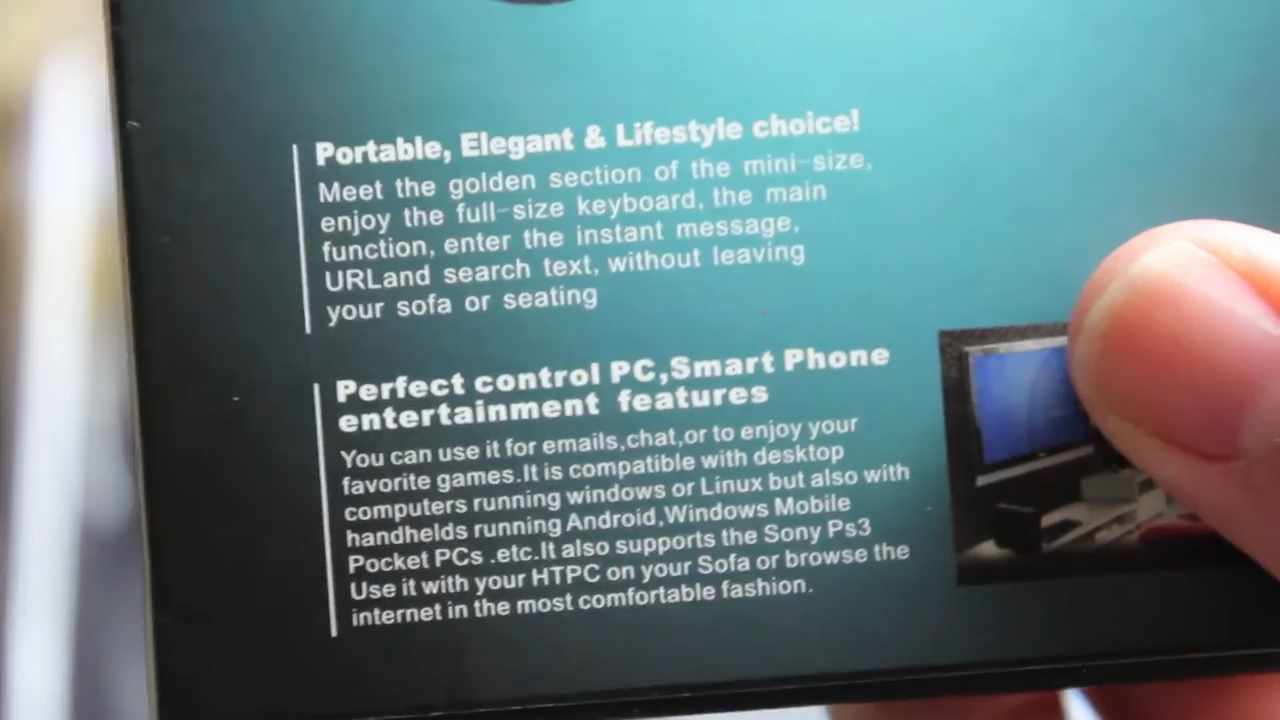 Portable, Elegant & Lifestyle choice!
Meet the golden section of the mini-size,
enjoy the full-size keyboard, the main
function, enter the instant message,
URLand search text, without leaving
your sofa or seating
Perfect control PC,Smart Phone
entertainment features
You can use it for emails,chat,or to enjoy your
favorite games.It is compatible with desktop
computers running windows or Linux but also with
handhelds running Android,Windows Mobile
Pocket PCs .etc.It also supports the Sony Ps3
Use it with your HTPC on your Sofa or browse the
internet in the most comfortable fashion.